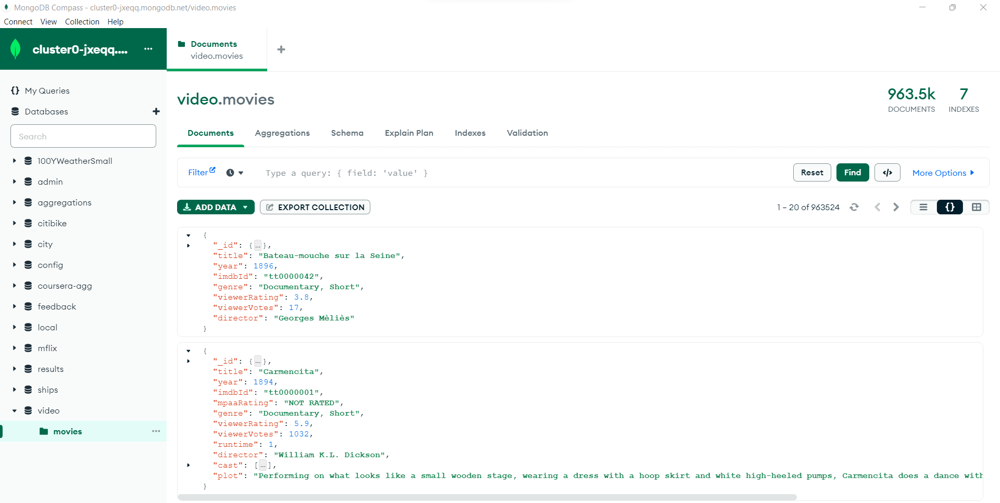 MongoDB Compass - cluster0-jxeqq.mongodb.net/video.movies
Connect View Collection Help
cluster0-jxeqq.... ...
Documents
video.movies
+
{} My Queries
Databases +
Search
100YWeatherSmall
admin
aggregations
citibike
city
config
coursera-agg
feedback
local
mflix
results
ships
video
movies ...
video.movies
963.5k 7
DOCUMENTS INDEXES
Documents Aggregations Schema Explain Plan Indexes Validation
Filter Type a query: { field: 'value' } Reset Find </> More Options
ADD DATA EXPORT COLLECTION 1 – 20 of 963524 {}
{
"_id": {…},
"title": "Bateau-mouche sur la Seine",
"year": 1896,
"imdbId": "tt0000042",
"genre": "Documentary, Short",
"viewerRating": 3.8,
"viewerVotes": 17,
"director": "Georges Mèliès"
}
{
"_id": {…},
"title": "Carmencita",
"year": 1894,
"imdbId": "tt0000001",
"mpaaRating": "NOT RATED",
"genre": "Documentary, Short",
"viewerRating": 5.9,
"viewerVotes": 1032,
"runtime": 1,
"director": "William K.L. Dickson",
"cast": […],
"plot": "Performing on what looks like a small wooden stage, wearing a dress with a hoop skirt and white high-heeled pumps, Carmencita does a dance with
}